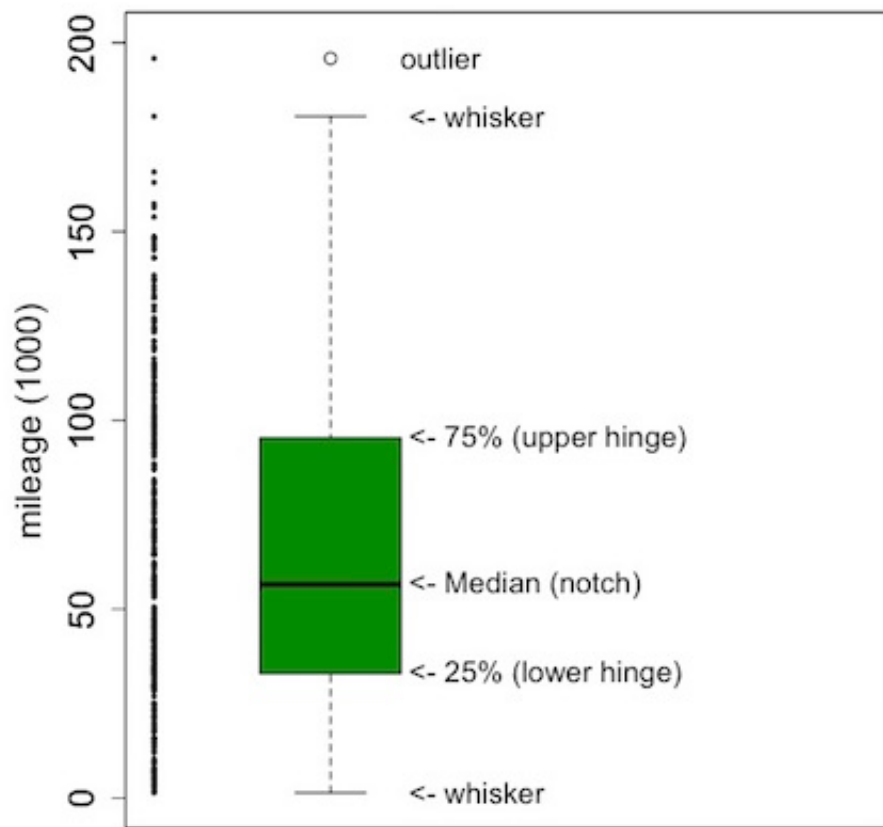 200
150
100
50
0
mileage (1000)
outlier
<- whisker
<- 75% (upper hinge)
<- Median (notch)
<- 25% (lower hinge)
<- whisker